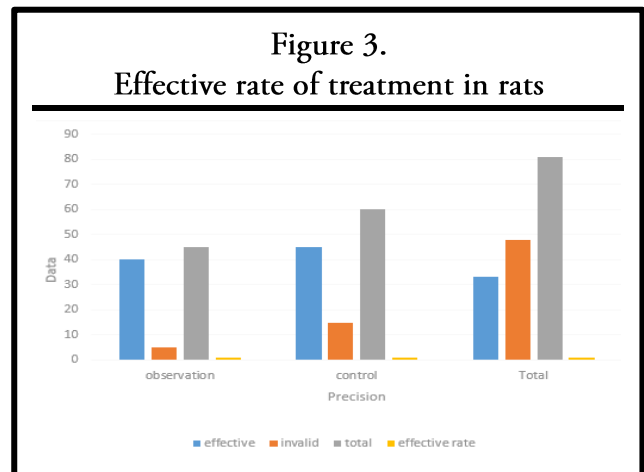 Figure 3.
Effective rate of treatment in rats
90
80
70
60
50
40
30
20
10
0
Data
observation control Total
Precision
effective invalid total effective rate